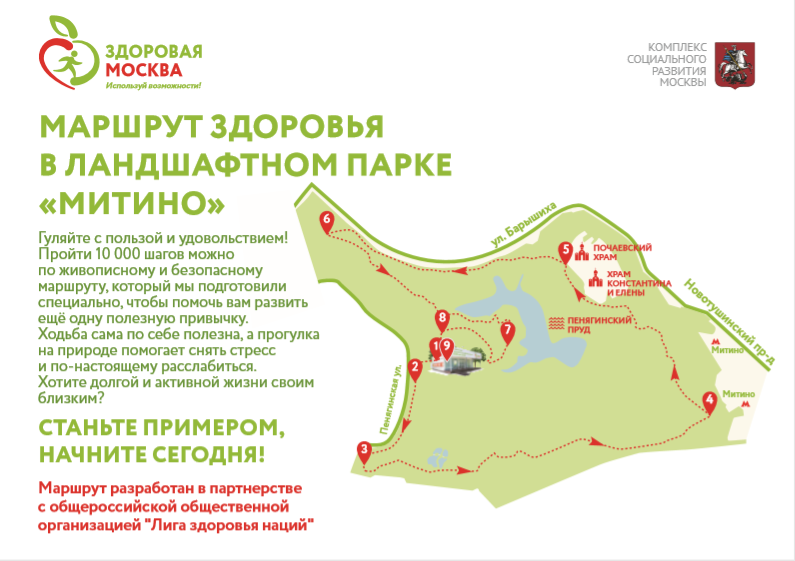 ЗДОРОВАЯ
МОСКВА
Используй возможности!
КОМПЛЕКС
СОЦИАЛЬНОГО
РАЗВИТИЯ
МОСКВЫ
МАРШРУТ ЗДОРОВЬЯ
В ЛАНДШАФТНОМ ПАРКЕ
«МИТИНО»
Гуляйте с пользой и удовольствием!
Пройти 10 000 шагов можно
по живописному и безопасному
маршруту, который мы подготовили
специально, чтобы помочь вам развить
ещё одну полезную привычку.
Ходьба сама по себе полезна, а прогулка
на природе помогает снять стресс
и по-настоящему расслабиться.
Хотите долгой и активной жизни своим
близким?
СТАНЬТЕ ПРИМЕРОМ,
НАЧНИТЕ СЕГОДНЯ!
Маршрут разработан в партнерстве
с общероссийской общественной
организацией "Лига здоровья наций"
6
ул. Барышиха
5
ПОЧАЕВСКИЙ
ХРАМ
ХРАМ
КОНСТАНТИНА
И ЕЛЕНЫ
Новотушинский пр-д
8
7
ПЕНЯГИНСКИЙ
ПРУД
1
9
2
Пенягинская ул.
Митино
Митино
4
3